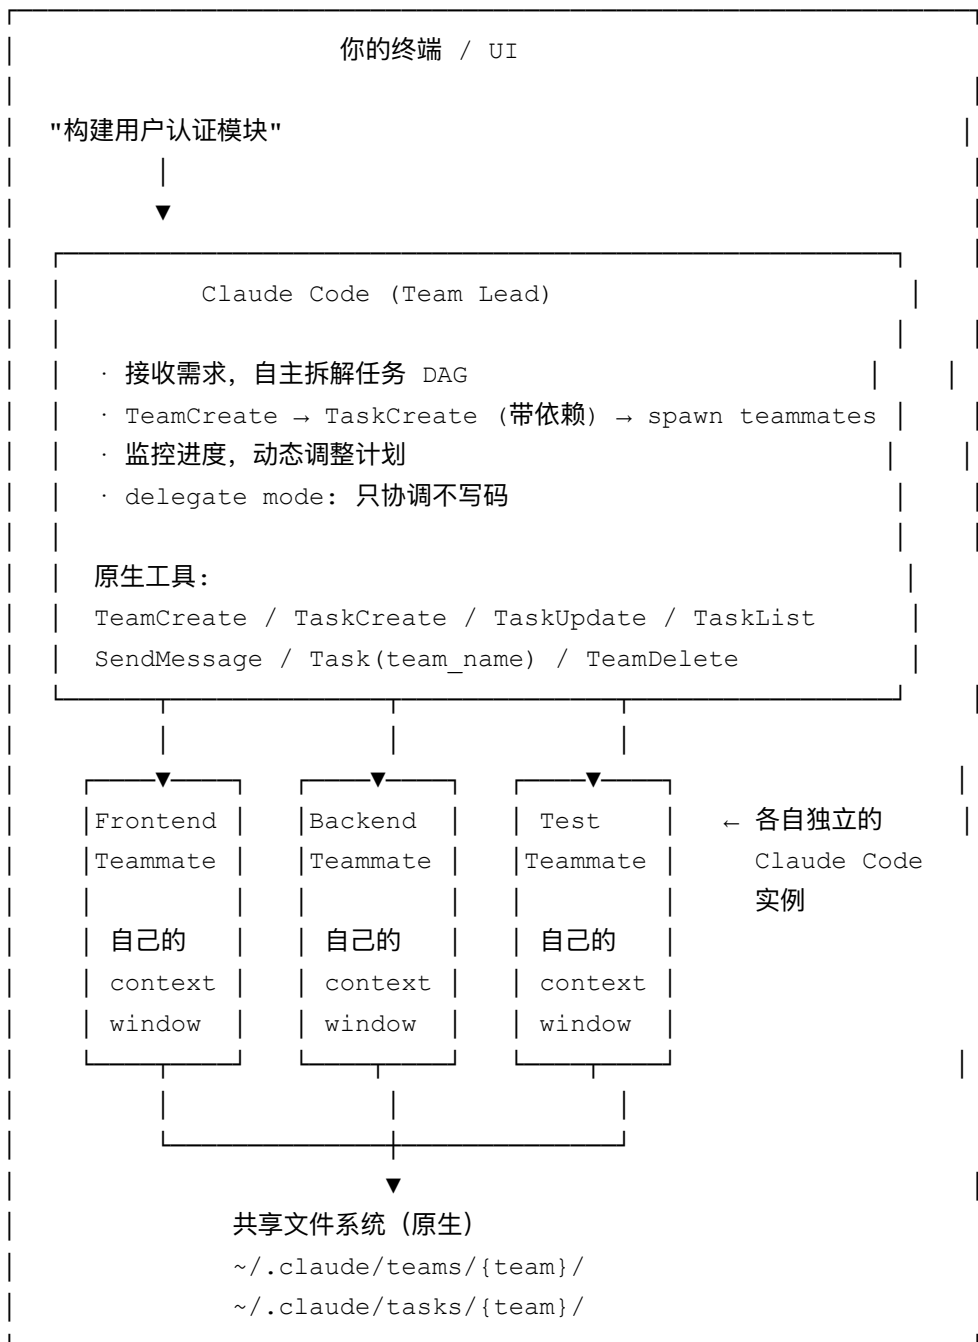 你的终端 / UI
"构建用户认证模块"
Claude Code (Team Lead)
· 接收需求，自主拆解任务 DAG
· TeamCreate → TaskCreate (带依赖) → spawn teammates
· 监控进度，动态调整计划
· delegate mode: 只协调不写码
原生工具:
TeamCreate / TaskCreate / TaskUpdate / TaskList
SendMessage / Task(team_name) / TeamDelete
Frontend Backend Test ← 各自独立的
Teammate Teammate Teammate Claude Code
实例
自己的 自己的 自己的
context context context
window window window
共享文件系统（原生）
~/.claude/teams/{team}/
~/.claude/tasks/{team}/